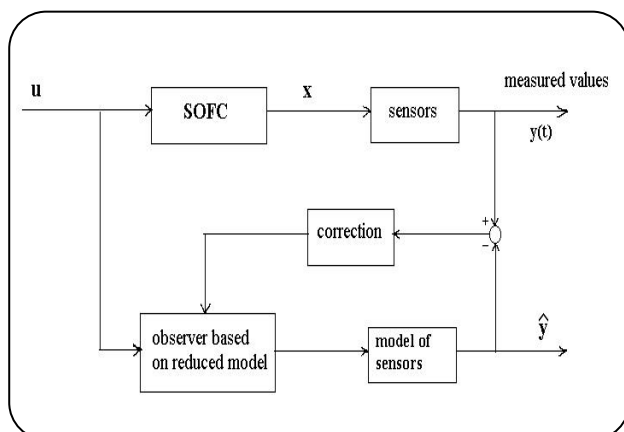 measured values
u
x
SOFC
sensors
y(t)
+
−
correction
observer based
on reduced model
model of
sensors
ŷ